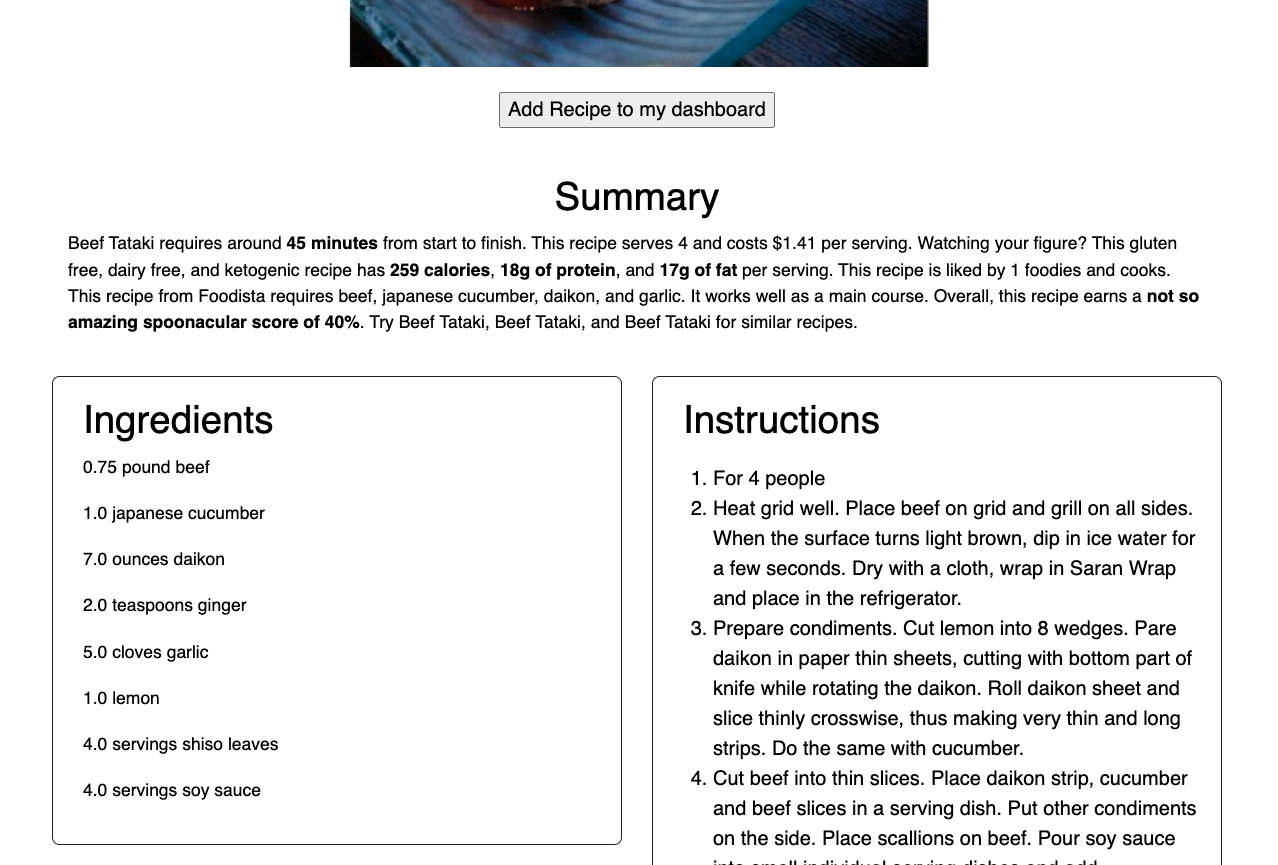 Add Recipe to my dashboard
Summary
Beef Tataki requires around 45 minutes from start to finish. This recipe serves 4 and costs $1.41 per serving. Watching your figure? This gluten
free, dairy free, and ketogenic recipe has 259 calories, 18g of protein, and 17g of fat per serving. This recipe is liked by 1 foodies and cooks.
This recipe from Foodista requires beef, japanese cucumber, daikon, and garlic. It works well as a main course. Overall, this recipe earns a not so
amazing spoonacular score of 40%. Try Beef Tataki, Beef Tataki, and Beef Tataki for similar recipes.
Ingredients
0.75 pound beef
1.0 japanese cucumber
7.0 ounces daikon
2.0 teaspoons ginger
5.0 cloves garlic
1.0 lemon
4.0 servings shiso leaves
4.0 servings soy sauce
Instructions
1. For 4 people
2. Heat grid well. Place beef on grid and grill on all sides.
When the surface turns light brown, dip in ice water for
a few seconds. Dry with a cloth, wrap in Saran Wrap
and place in the refrigerator.
3. Prepare condiments. Cut lemon into 8 wedges. Pare
daikon in paper thin sheets, cutting with bottom part of
knife while rotating the daikon. Roll daikon sheet and
slice thinly crosswise, thus making very thin and long
strips. Do the same with cucumber.
4. Cut beef into thin slices. Place daikon strip, cucumber
and beef slices in a serving dish. Put other condiments
on the side. Place scallions on beef. Pour soy sauce
into small individual serving dishes and add